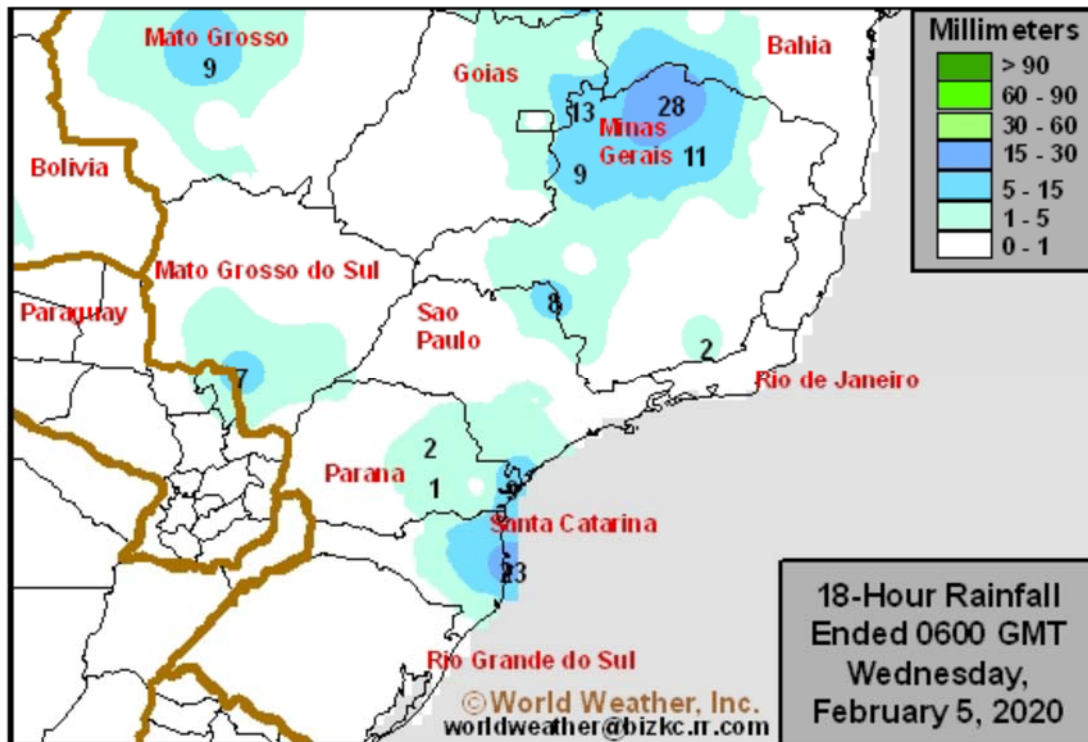 Mato Grosso
9
Goias
Bahia
Millimeters
> 90
60 - 90
30 - 60
15 - 30
5 - 15
1 - 5
0 - 1
13
28
Minas
Gerais
11
9
Bolivia
Mato Grosso do Sul
Paraguay
Sao
Paulo
8
2
7
Rio de Janeiro
2
Parana
1
Santa Catarina
23
Rio Grande do Sul
©World Weather, Inc.
worldweather@bizkc.rr.com
18-Hour Rainfall
Ended 0600 GMT
Wednesday,
February 5, 2020